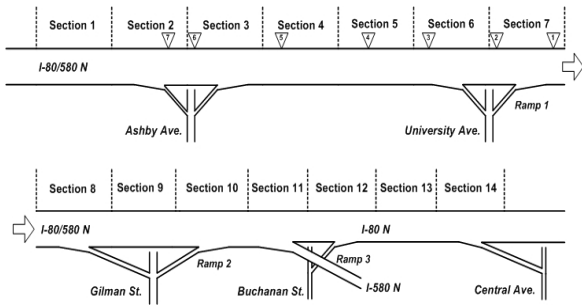 Section 1 Section 2 Section 3 Section 4 Section 5 Section 6 Section 7
7 6 5 4 3 2 1
I-80/580 N
Ramp 1
Ashby Ave. University Ave.
Section 8 Section 9 Section 10 Section 11 Section 12 Section 13 Section 14
I-80/580 N I-80 N
Ramp 2 Ramp 3
Gilman St. Buchanan St. I-580 N Central Ave.